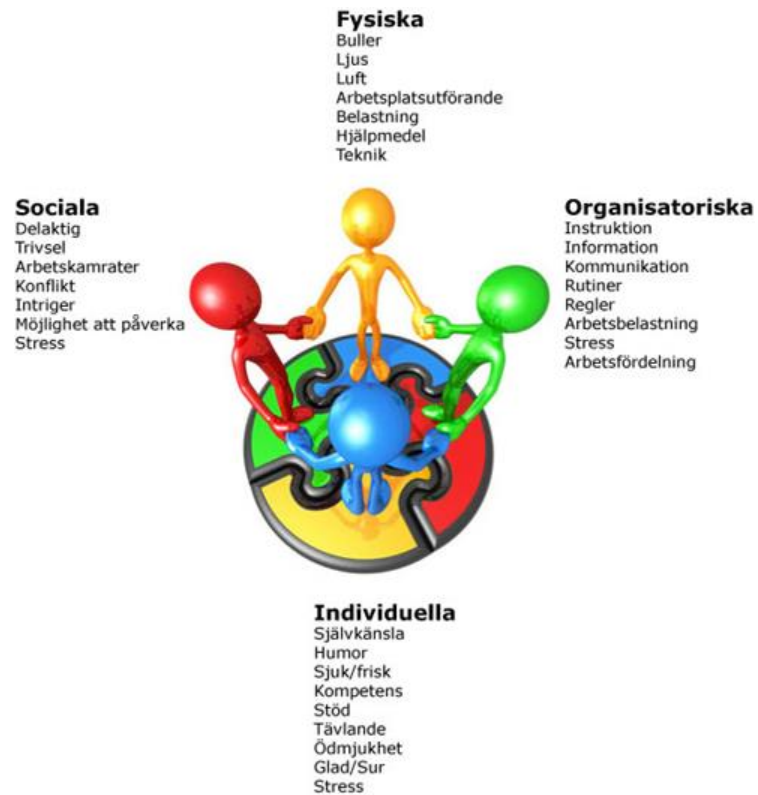 Fysiska
Buller
Ljus
Luft
Arbetsplatsutförande
Belastning
Hjälpmedel
Teknik
Sociala
Delaktig
Trivsel
Arbetskamrater
Konflikt
Intriger
Möjlighet att påverka
Stress
Organisatoriska
Instruktion
Information
Kommunikation
Rutiner
Regler
Arbetsbelastning
Stress
Arbetsfördelning
Individuella
Självkänsla
Humor
Sjuk/frisk
Kompetens
Stöd
Tävlande
Ödmjukhet
Glad/Sur
Stress